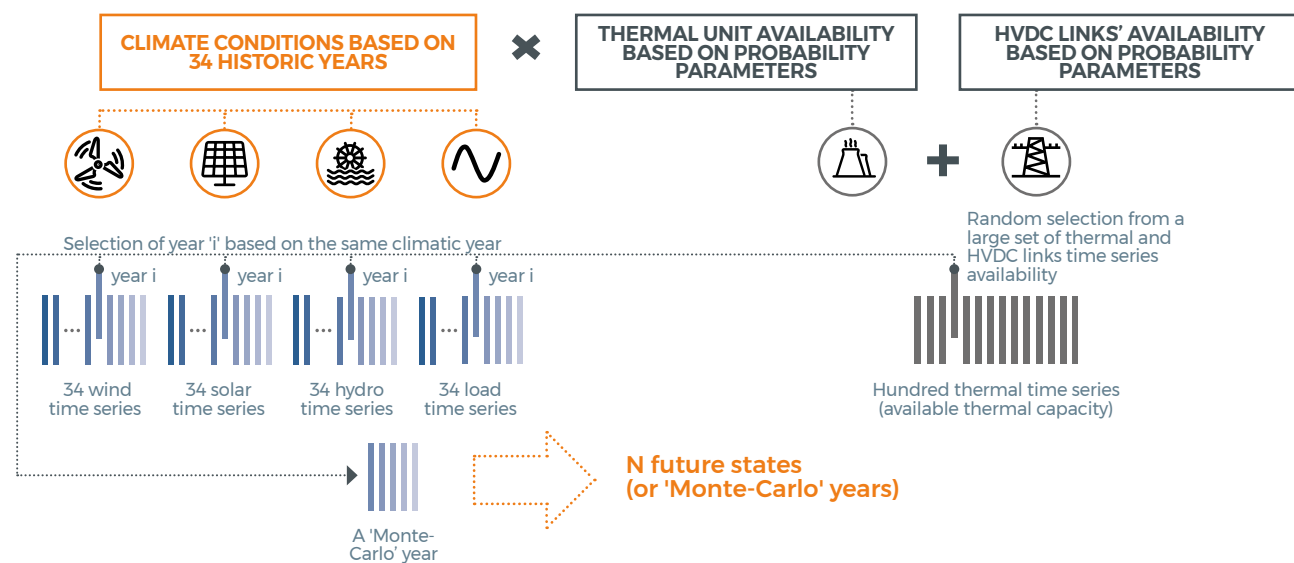 CLIMATE CONDITIONS BASED ON
34 HISTORIC YEARS
THERMAL UNIT AVAILABILITY
BASED ON PROBABILITY
PARAMETERS
HVDC LINKS’ AVAILABILITY
BASED ON PROBABILITY
PARAMETERS
Selection of year 'i' based on the same climatic year
Random selection from a
large set of thermal and
HVDC links time series
availability
year i
year i
year i
year i
...
...
...
...
34 wind
time series
34 solar
time series
34 hydro
time series
34 load
time series
Hundred thermal time series
(available thermal capacity)
N future states
(or 'Monte-Carlo' years)
A 'Monte-
Carlo’ year